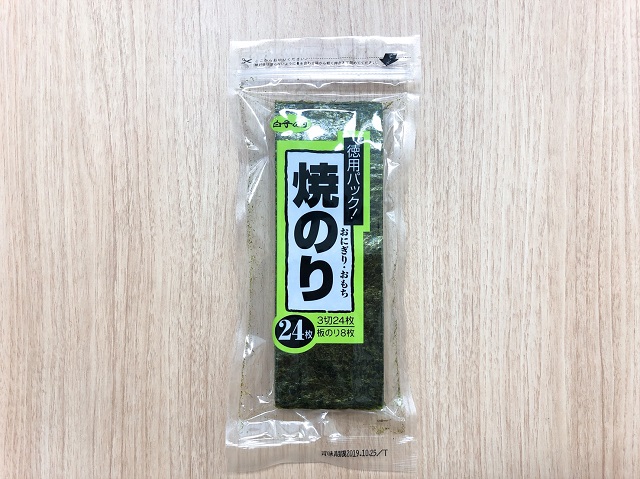 白子のり
徳用パック!
焼のり
おにぎり・おもち
24枚
3切24枚
板のり8枚
賞味期限2019.10.25/T